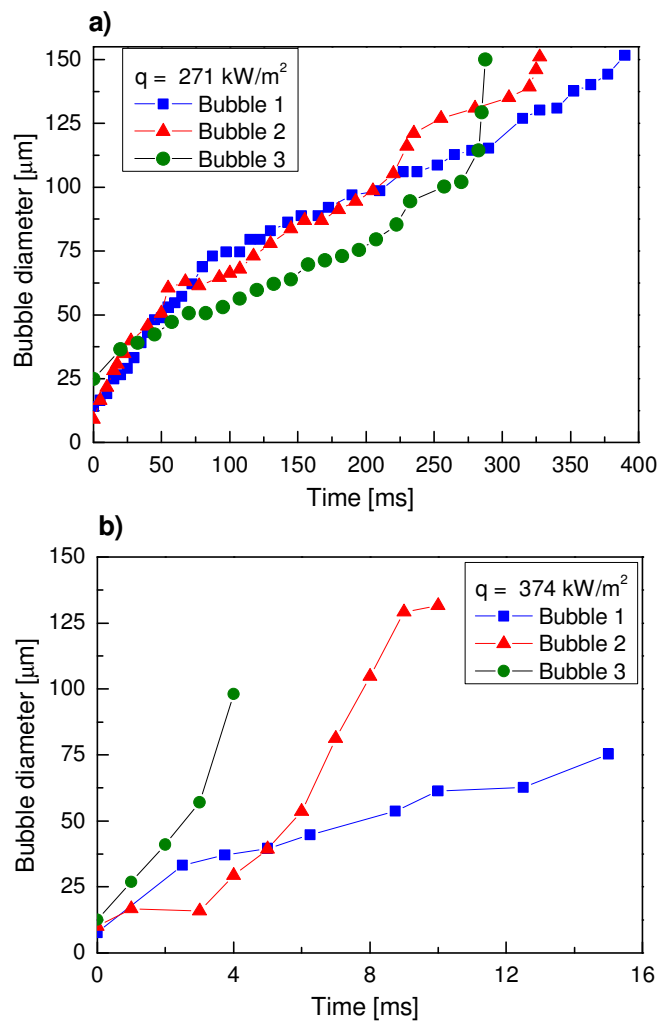 a)
150
125
100
75
50
25
0
Bubble diameter [µm]
q = 271 kW/m²
Bubble 1
Bubble 2
Bubble 3
0 50 100 150 200 250 300 350 400
Time [ms]
b)
150
125
100
75
50
25
0
Bubble diameter [µm]
q = 374 kW/m²
Bubble 1
Bubble 2
Bubble 3
0 4 8 12 16
Time [ms]